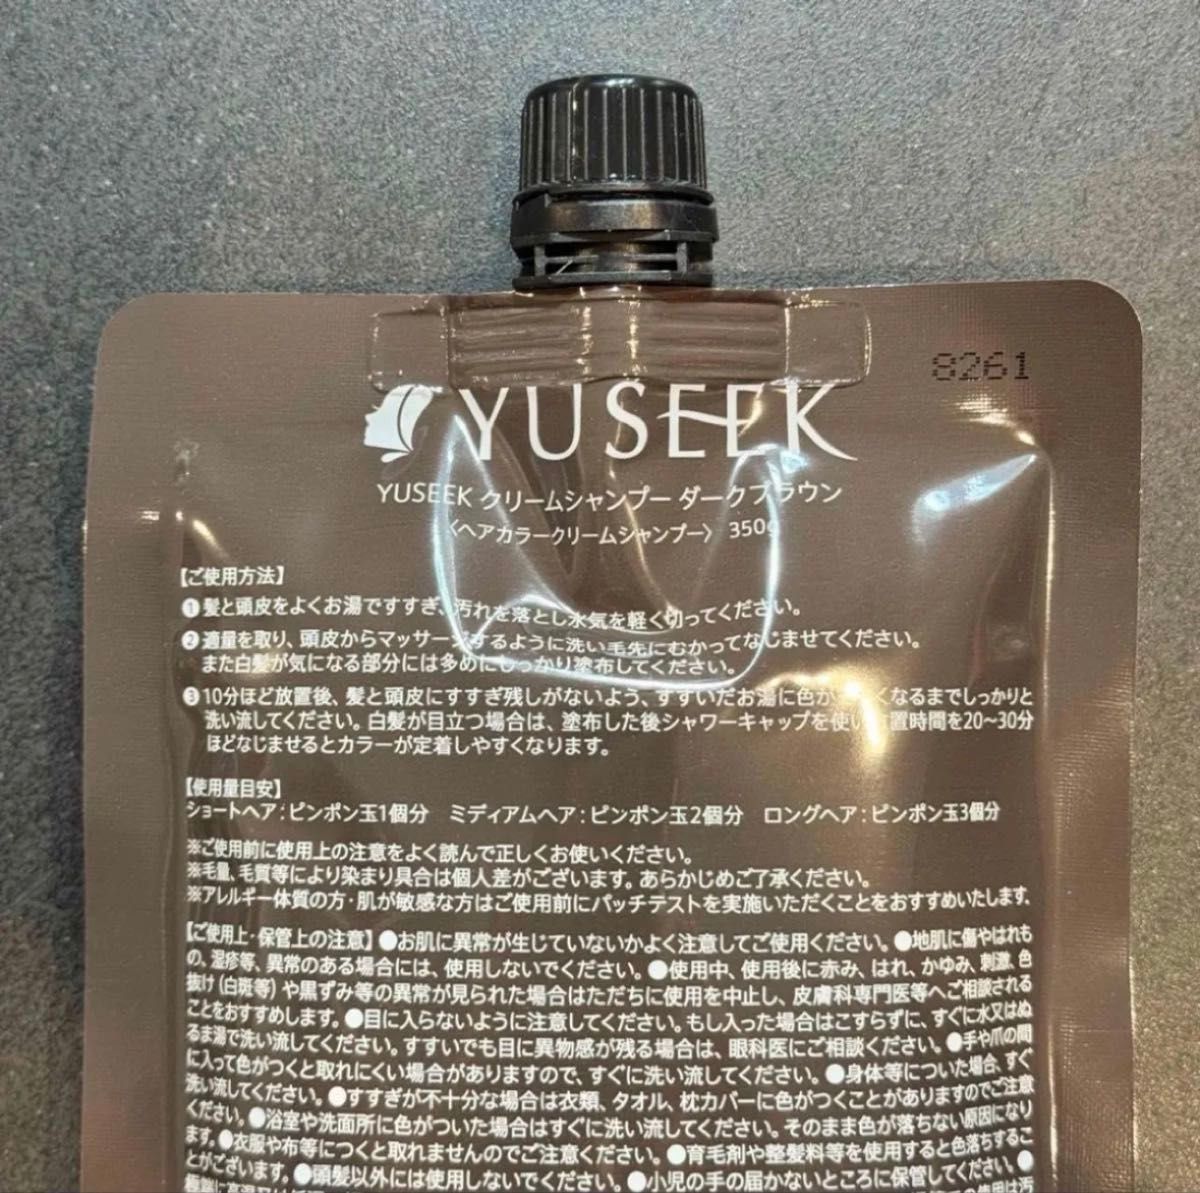 8261
YUSEEK
YUSEEK クリームシャンプー ダークブラウン
〈ヘアカラークリームシャンプー〉 350g
【ご使用方法】
❶髪と頭皮をよくお湯ですすぎ、汚れを落とし水気を軽く切ってください。
❷適量を取り、頭皮からマッサージするように洗い毛先にむかってなじませてください。
また白髪が気になる部分には多めにしっかり塗布してください。
❸10分ほど放置後、髪と頭皮にすすぎ残しがないよう、すすいだお湯に色が くなるまでしっかりと
洗い流してください。白髪が目立つ場合は、塗布した後シャワーキャップを使い 置時間を20〜30分
ほどなじませるとカラーが定着しやすくなります。
【使用量目安】
ショートヘア：ピンポン玉1個分 ミディアムヘア：ピンポン玉2個分 ロングヘア：ピンポン玉3個分
※ご使用前に使用上の注意をよく読んで正しくお使いください。
※毛量、毛質等により染まり具合は個人差がございます。あらかじめご了承ください。
※アレルギー体質の方・肌が敏感な方はご使用前にパッチテストを実施いただくことをおすすめいたします。
【ご使用上・保管上の注意】●お肌に異常が生じていないかよく注意してご使用ください。●地肌に傷やはれも
の、湿疹等、異常のある場合には、使用しないでください。●使用中、使用後に赤み、はれ、かゆみ、刺激、色
抜け（白斑等）や黒ずみ等の異常が見られた場合はただちに使用を中止し、皮膚科専門医等へご相談される
ことをおすすめします。●目に入らないように注意してください。もし入った場合はこすらずに、すぐに水又はぬ
るま湯で洗い流してください。すすいでも目に異物感が残る場合は、眼科医にご相談ください。●手や爪の間
に入って色がつくと取れにくい場合がありますので、すぐに洗い流してください。●身体等についた場合、すぐ
洗い流してください。●すすぎが不十分な場合は衣類、タオル、枕カバーに色がつくことがありますのでご注意
ください。●浴室や洗面所に色がついた場合はすぐに洗い流してください。そのまま色が落ちない原因になり
ます。●衣服や布等につくと取れませんのでご注意ください。●育毛剤や整髪料等を使用すると色落ちするこ
とがございます。●頭髪以外には使用しないでください。●小児の手の届かないところに保管してください。●